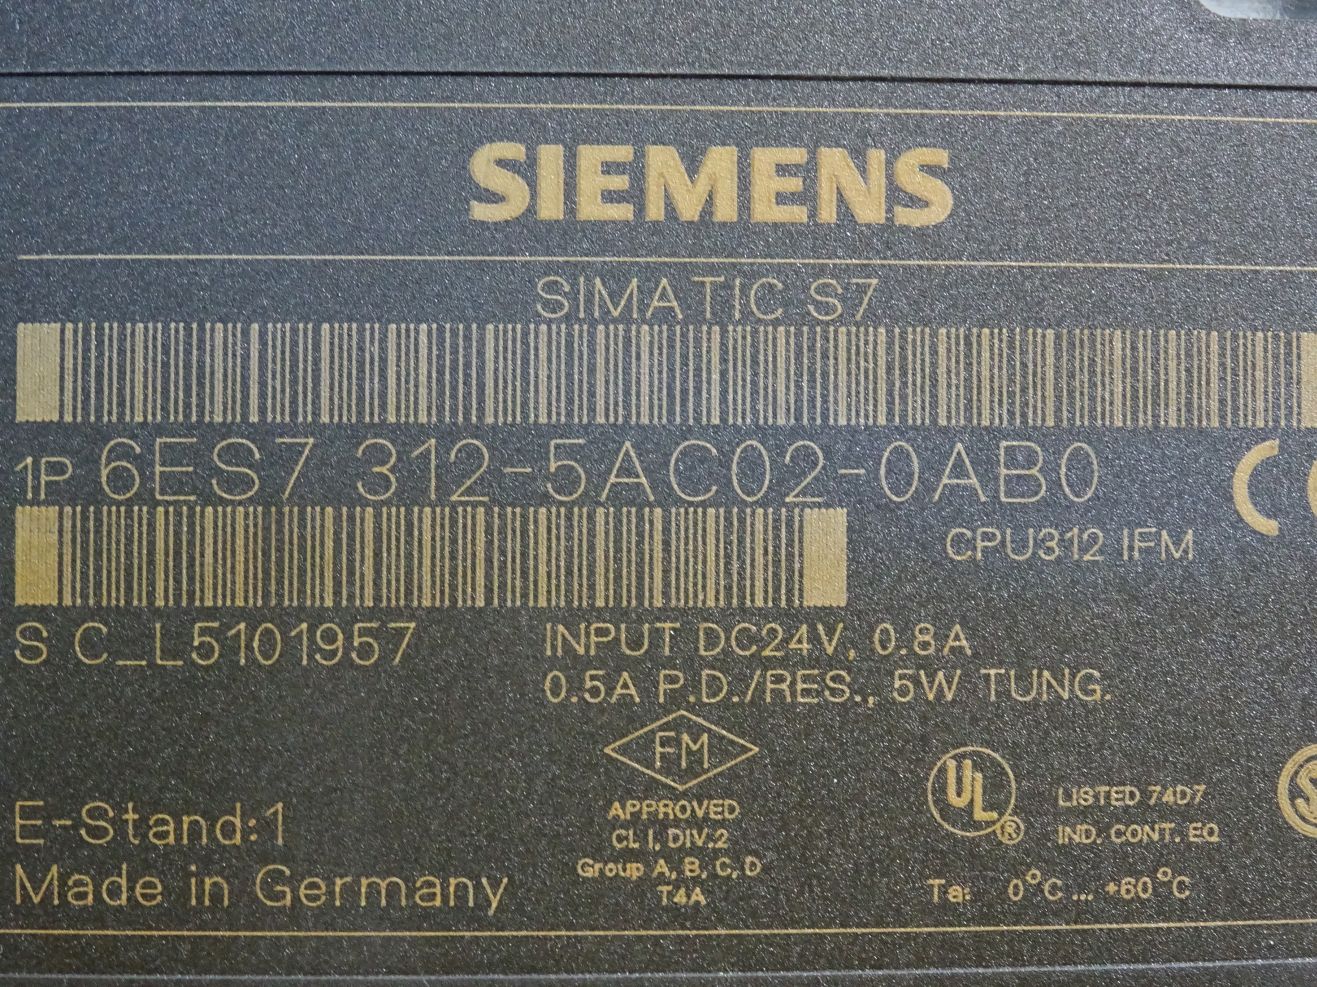 SIEMENS
SIMATIC S7
1P 6ES7 312-5AC02-0AB0
CPU312 IFM
S C_L5101957
INPUT DC24V, 0.8A
0.5A P.D./RES., 5W TUNG.
FM
APPROVED
CL I, DIV.2
Group A, B, C, D
T4A
UL ®
LISTED 74D7
IND. CONT. EQ
Ta: 0°C ... +60°C
E-Stand:1
Made in Germany